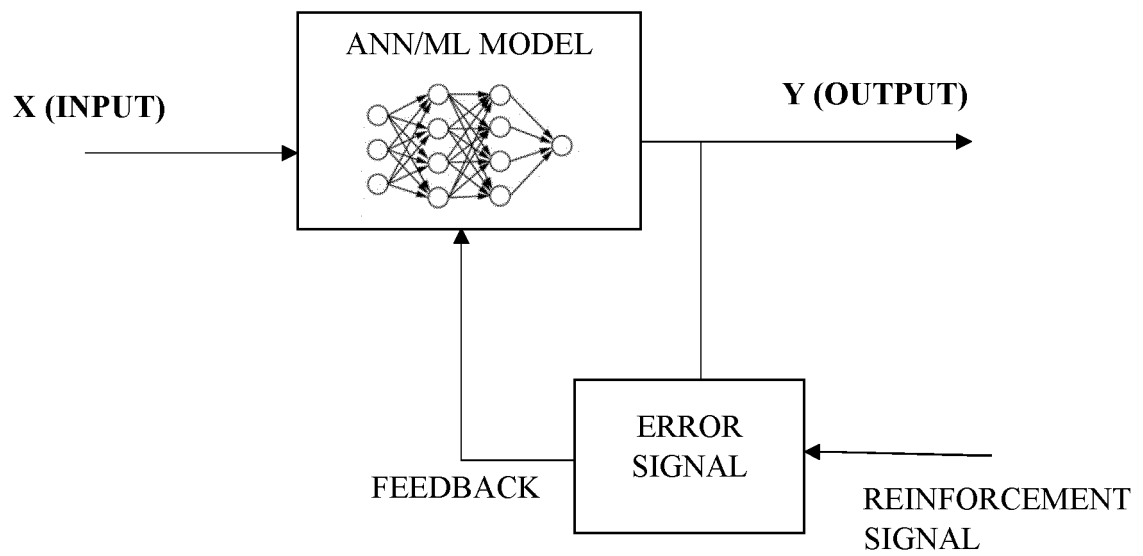 ANN/ML MODEL
X (INPUT)
Y (OUTPUT)
ERROR
SIGNAL
FEEDBACK
REINFORCEMENT
SIGNAL